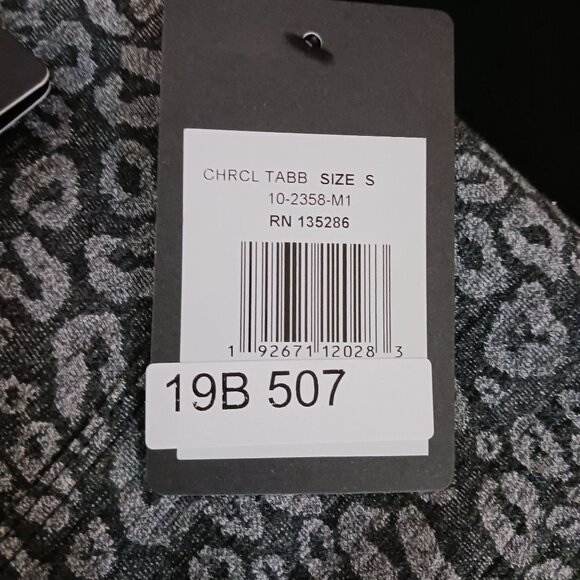 CHRCL TABB SIZE S
10-2358-M1
RN 135286
1 92671 12028 3
19B 507